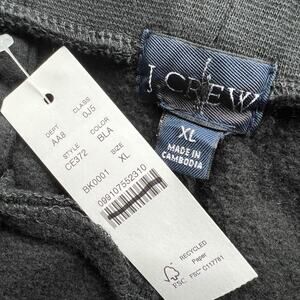 J.CREW
XL
MADE IN
CAMBODIA
DEPT CLASS
AA8 0J5
STYLE COLOR
CE372 BLA
SIZE
BK0001 XL
099107552310
RECYCLED
Paper
FSC
FSC® C117781